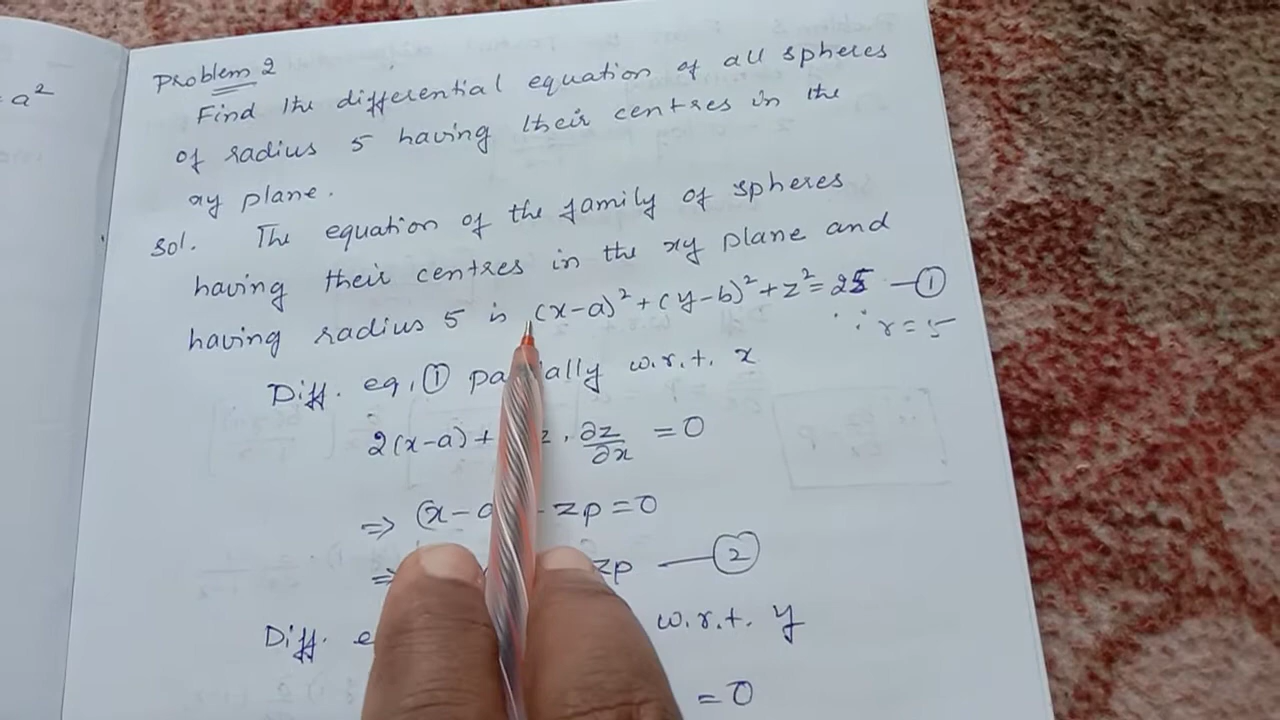 = a²
Problem 2
Find the differential equation of all spheres
of radius 5 having their centres in the
xy plane.
Sol. The equation of the family of spheres
having their centres in the xy plane and
having radius 5 is (x-a)² + (y-b)² + z² = 25 — ①
∵ r = 5
Diff. eq. ① partially w.r.t. x
2(x-a) + z . ∂z/∂x = 0
⇒ (x-a zp = 0
⇒ zp — ②
Diff. w.r.t. y
= 0